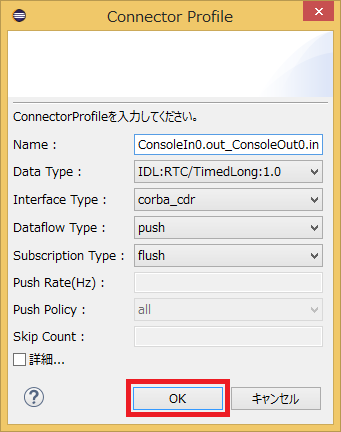 Connector Profile
ConnectorProfileを入力してください。
Name : ConsoleIn0.out_ConsoleOut0.in
Data Type : IDL:RTC/TimedLong:1.0
Interface Type : corba_cdr
Dataflow Type : push
Subscription Type : flush
Push Rate(Hz) :
Push Policy : all
Skip Count :
詳細...
? OK キャンセル